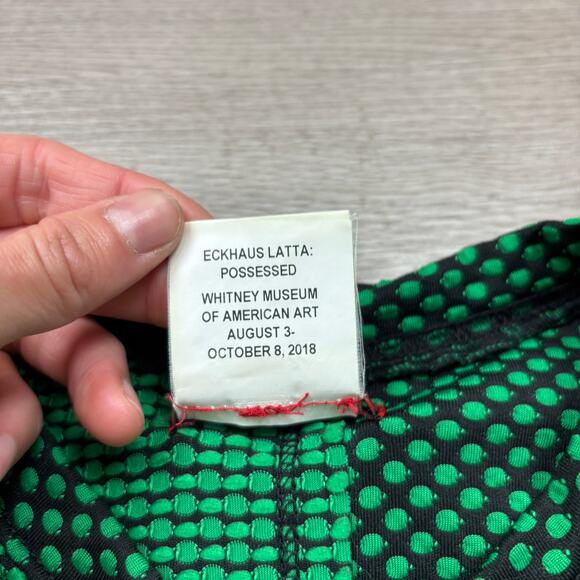 ECKHAUS LATTA:
POSSESSED
WHITNEY MUSEUM
OF AMERICAN ART
AUGUST 3-
OCTOBER 8, 2018